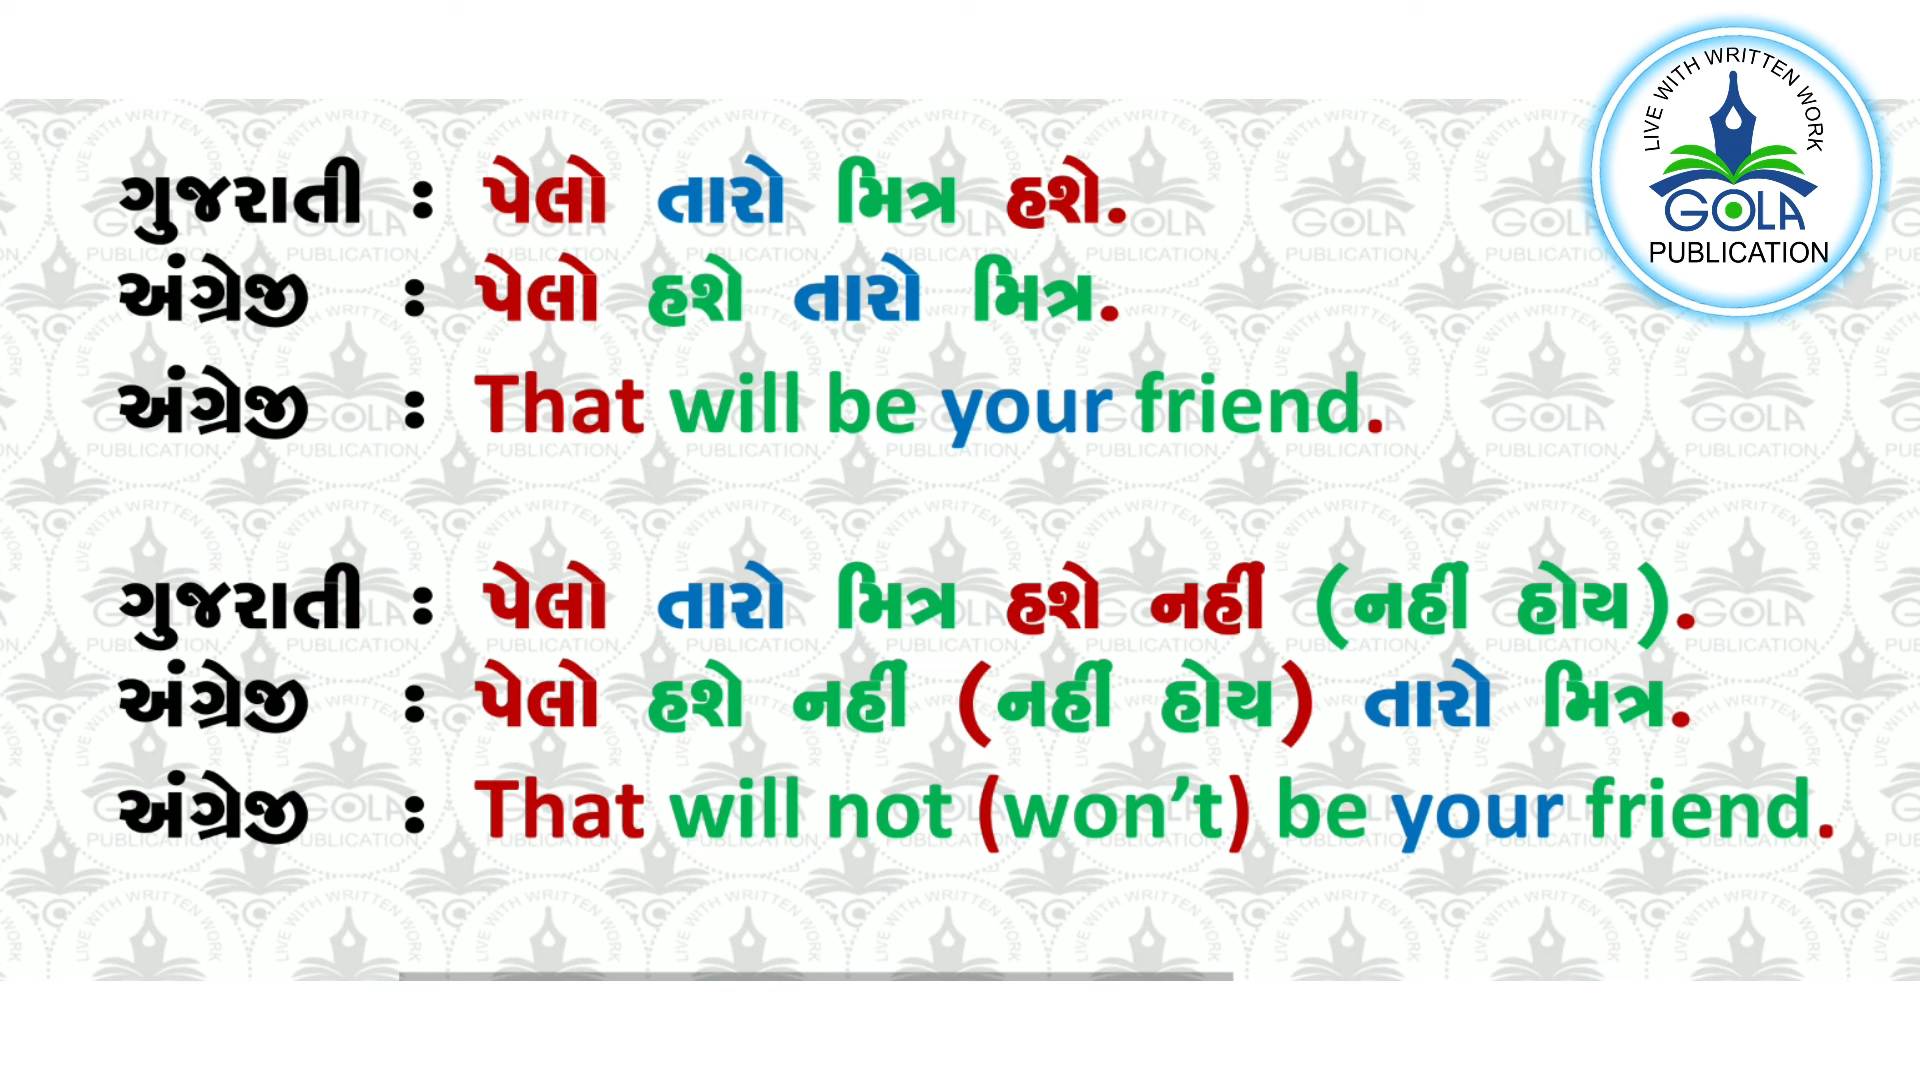 LIVE WITH WRITTEN WORK
GOLA
PUBLICATION
ગુજરાતી : પેલો તારો મિત્ર હશે.
અંગ્રેજી : પેલો હશે તારો મિત્ર.
અંગ્રેજી : That will be your friend.
ગુજરાતી : પેલો તારો મિત્ર હશે નહીં (નહીં હોય).
અંગ્રેજી : પેલો હશે નહીં (નહીં હોય) તારો મિત્ર.
અંગ્રેજી : That will not (won’t) be your friend.